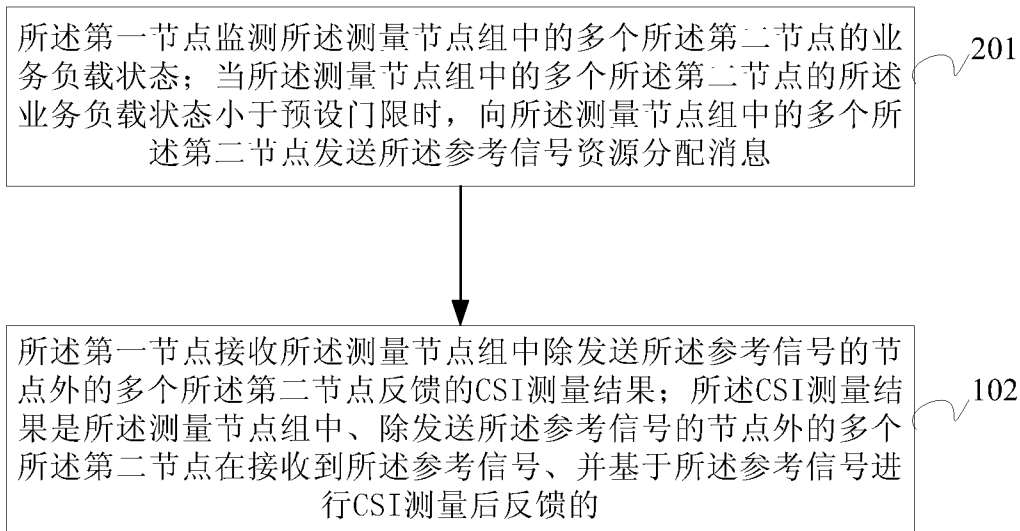 所述第一节点监测所述测量节点组中的多个所述第二节点的业
务负载状态；当所述测量节点组中的多个所述第二节点的所述
业务负载状态小于预设门限时，向所述测量节点组中的多个所
述第二节点发送所述参考信号资源分配消息
201
所述第一节点接收所述测量节点组中除发送所述参考信号的节
点外的多个所述第二节点反馈的CSI测量结果；所述CSI测量结
果是所述测量节点组中、除发送所述参考信号的节点外的多个
所述第二节点在接收到所述参考信号、并基于所述参考信号进
行CSI测量后反馈的
102